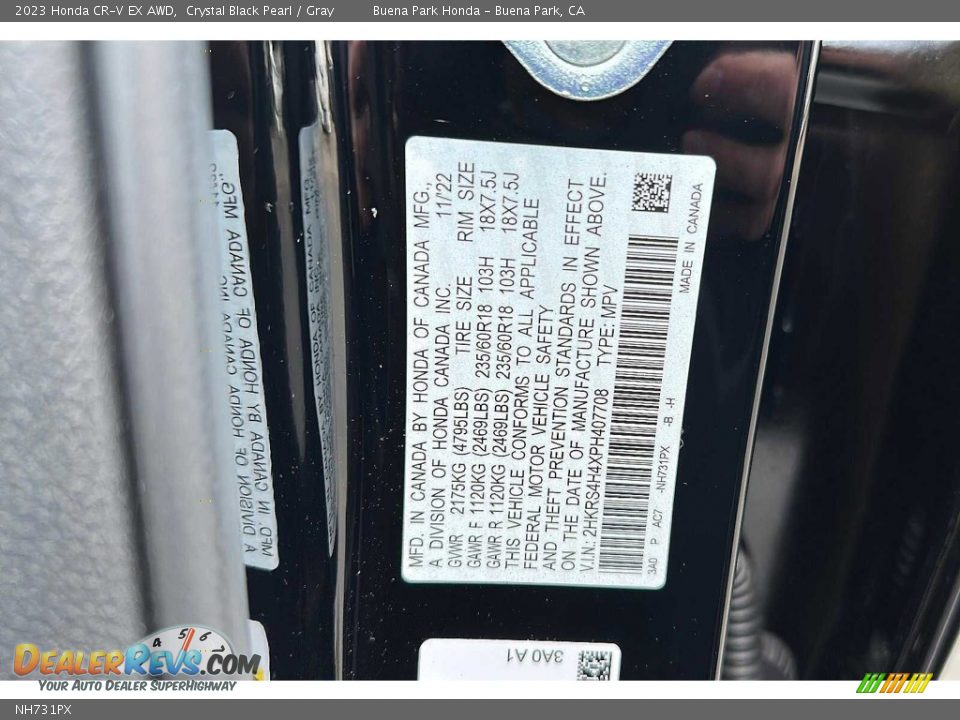 2023 Honda CR-V EX AWD,  Crystal Black Pearl / Gray    Buena Park Honda - Buena Park, CA
MFD. IN CANADA BY HONDA OF CANADA MFG.,
A DIVISION OF HONDA CANADA INC. 11/'22
GVWR 2175KG (4795LBS) TIRE SIZE RIM SIZE
GAWR F 1120KG (2469LBS) 235/60R18 103H 18X7.5J
GAWR R 1120KG (2469LBS) 235/60R18 103H 18X7.5J
THIS VEHICLE CONFORMS TO ALL APPLICABLE
FEDERAL MOTOR VEHICLE SAFETY
AND THEFT PREVENTION STANDARDS IN EFFECT
ON THE DATE OF MANUFACTURE SHOWN ABOVE.
V.I.N.: 2HKRS4H4XPH407708 TYPE: MPV
3A0 P AC7 -NH731PX -B -H
MADE IN CANADA
MFD. IN CANADA BY HONDA OF CANADA MFG.,
A DIVISION OF HONDA CANADA INC.
3A0 A1
4 5 6
DEALERREVS.COM
YOUR AUTO DEALER SUPERHIGHWAY
NH731PX